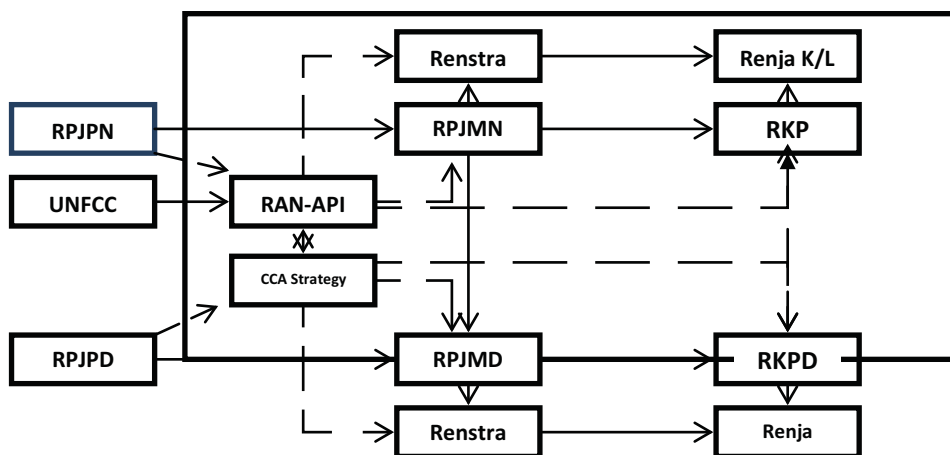 Renstra
Renja K/L
RPJPN
RPJMN
RKP
UNFCC
RAN-API
CCA Strategy
RPJPD
RPJMD
RKPD
Renstra
Renja